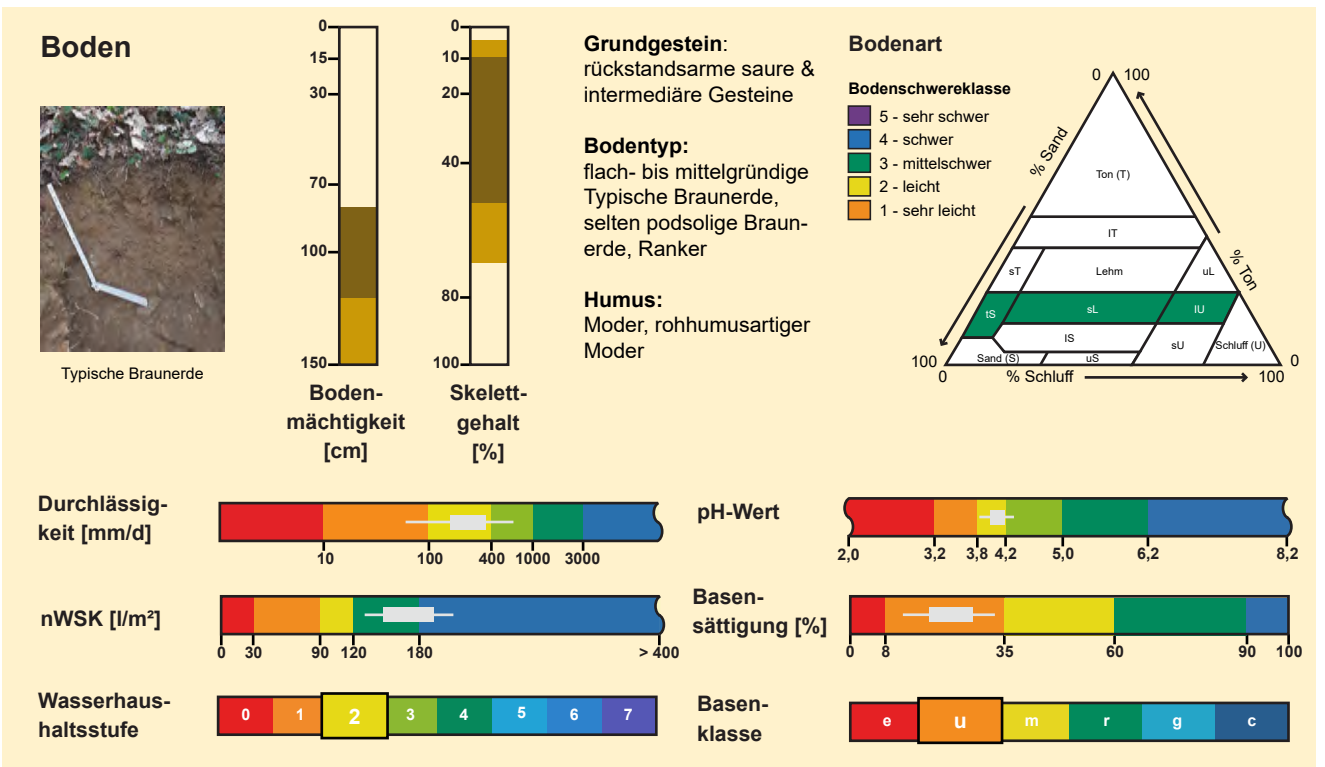 Boden
Typische Braunerde
0
15
30
70
100
150
Boden-
mächtigkeit
[cm]
0
10
20
40
80
100
Skelett-
gehalt
[%]
Grundgestein:
rückstandsarme saure &
intermediäre Gesteine
Bodentyp:
flach- bis mittelgründige
Typische Braunerde,
selten podsolige Braun-
erde, Ranker
Humus:
Moder, rohhumusartiger
Moder
Bodenart
Bodenschwereklasse
5 - sehr schwer
4 - schwer
3 - mittelschwer
2 - leicht
1 - sehr leicht
0 100
% Sand
% Ton
Ton (T)
lT
sT Lehm uL
tS sL lU
lS
Sand (S) uS sU Schluff (U)
100 0
0 % Schluff 100
Durchlässig-
keit [mm/d]
10 100 400 1000 3000
nWSK [l/m²]
0 30 90 120 180 > 400
Wasserhaus-
haltsstufe
0 1 2 3 4 5 6 7
pH-Wert
2,0 3,2 3,8 4,2 5,0 6,2 8,2
Basen-
sättigung [%]
0 8 35 60 90 100
Basen-
klasse
e u m r g c